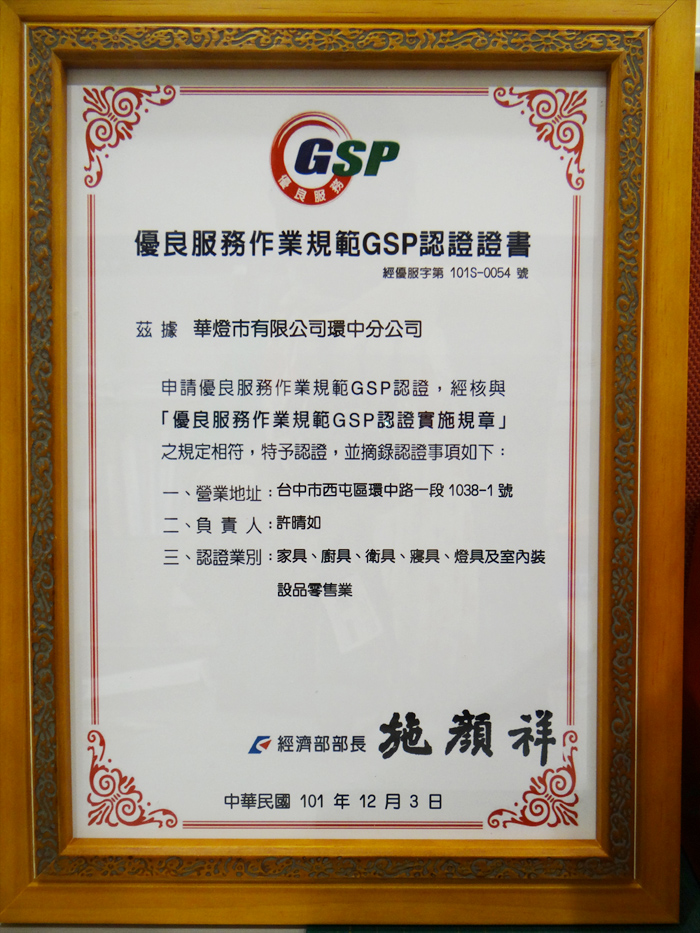 GSP
優良服務
優良服務作業規範GSP認證證書
經優服字第 101S-0054 號
茲據 華燈市有限公司環中分公司
申請優良服務作業規範GSP認證，經核與
「優良服務作業規範GSP認證實施規章」
之規定相符，特予認證，並摘錄認證事項如下：
一、營業地址：台中市西屯區環中路一段1038-1號
二、負責人：許晴如
三、認證業別：家具、廚具、衛具、寢具、燈具及室內裝
設品零售業
經濟部部長 施顏祥
中華民國 101 年 12 月 3 日